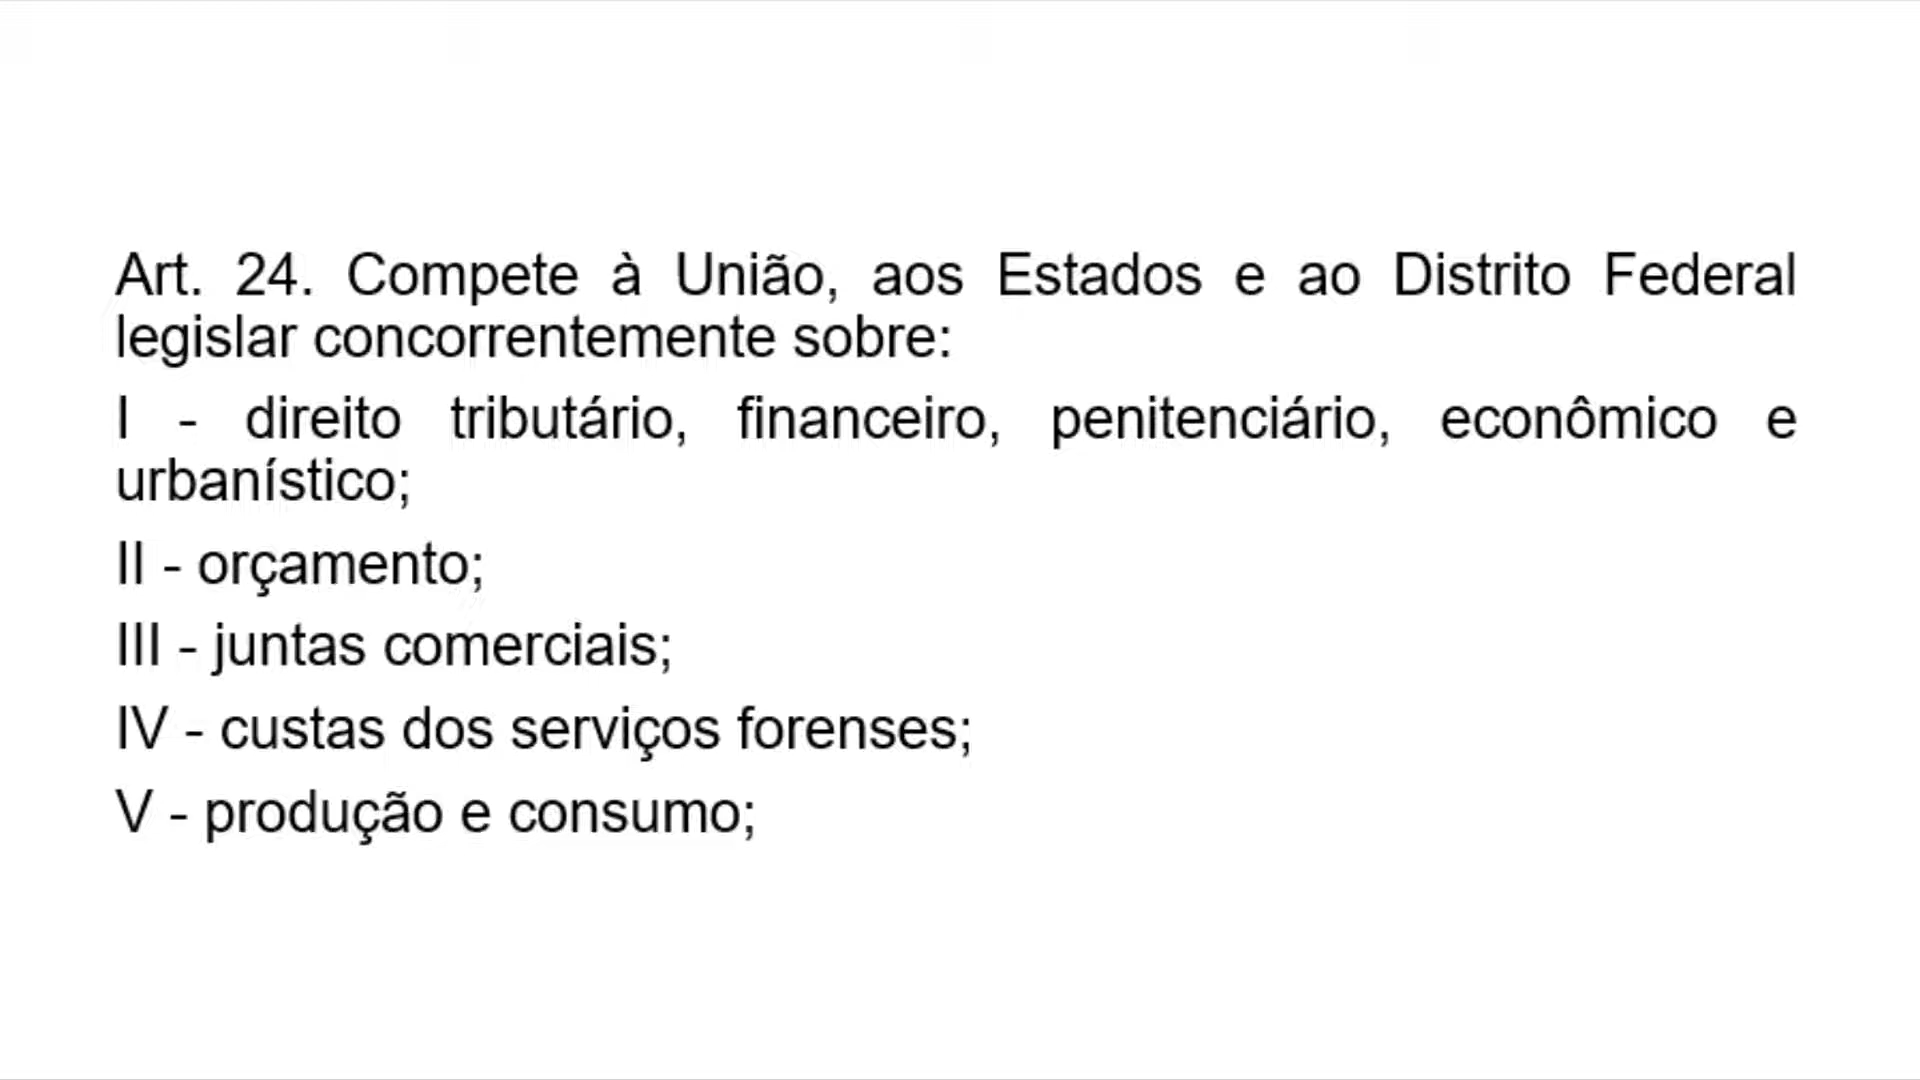 Art. 24. Compete à União, aos Estados e ao Distrito Federal
legislar concorrentemente sobre:
I - direito tributário, financeiro, penitenciário, econômico e
urbanístico;
II - orçamento;
III - juntas comerciais;
IV - custas dos serviços forenses;
V - produção e consumo;